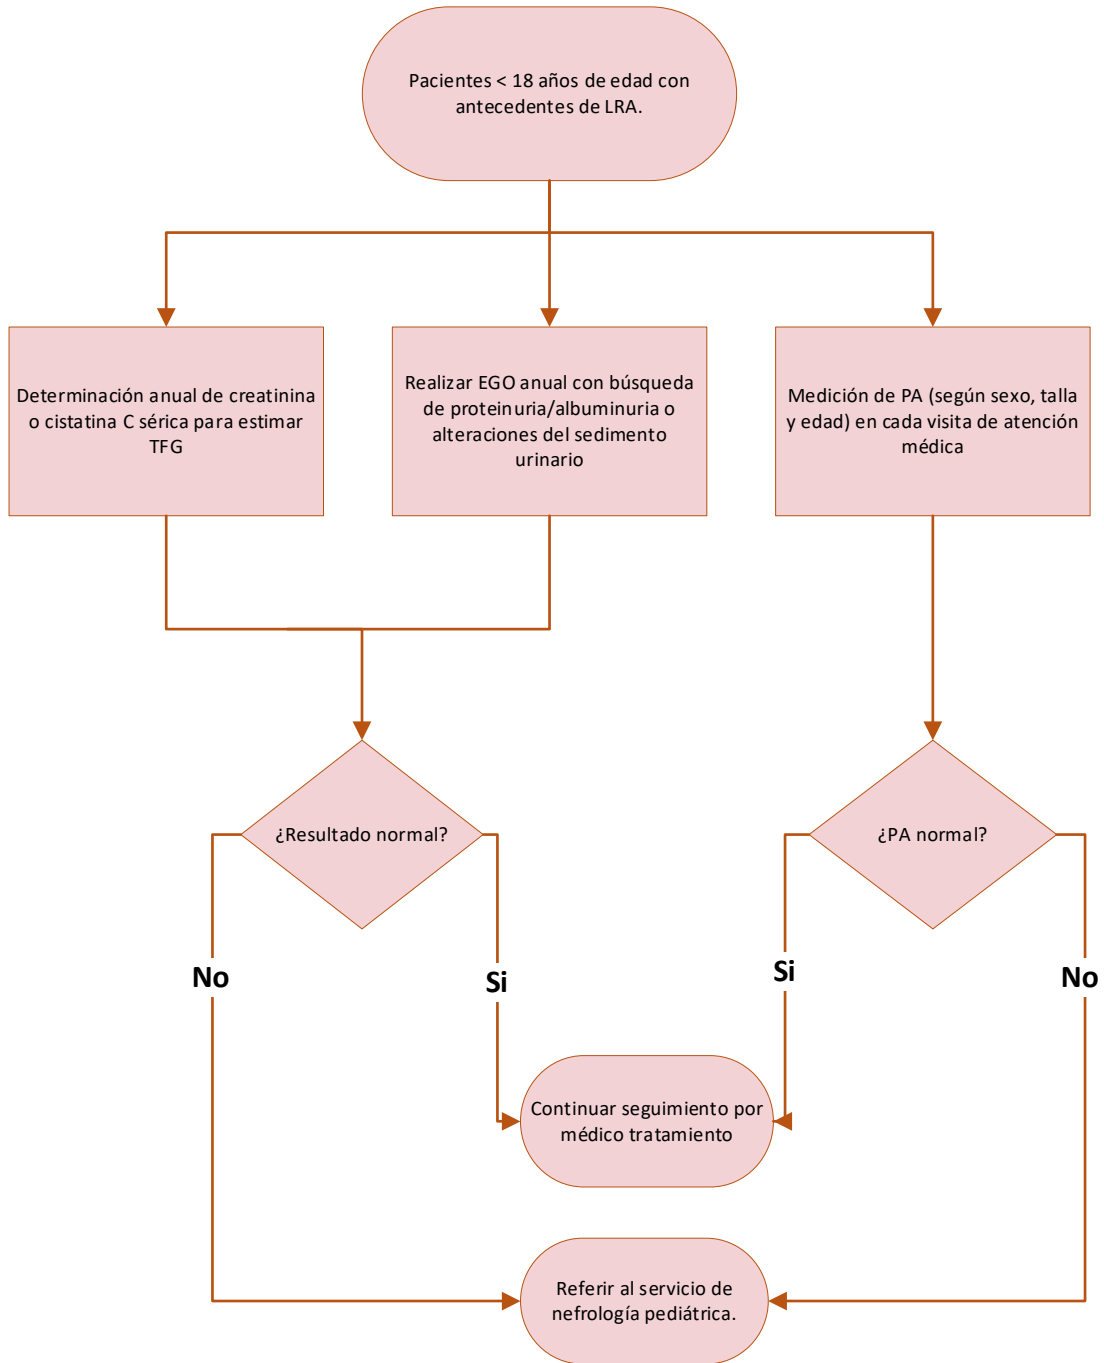 Pacientes < 18 años de edad con
antecedentes de LRA.
Determinación anual de creatinina
o cistatina C sérica para estimar
TFG
Realizar EGO anual con búsqueda
de proteinuria/albuminuria o
alteraciones del sedimento
urinario
Medición de PA (según sexo, talla
y edad) en cada visita de atención
médica
¿Resultado normal?
¿PA normal?
No
Si
Si
No
Continuar seguimiento por
médico tratamiento
Referir al servicio de
nefrología pediátrica.